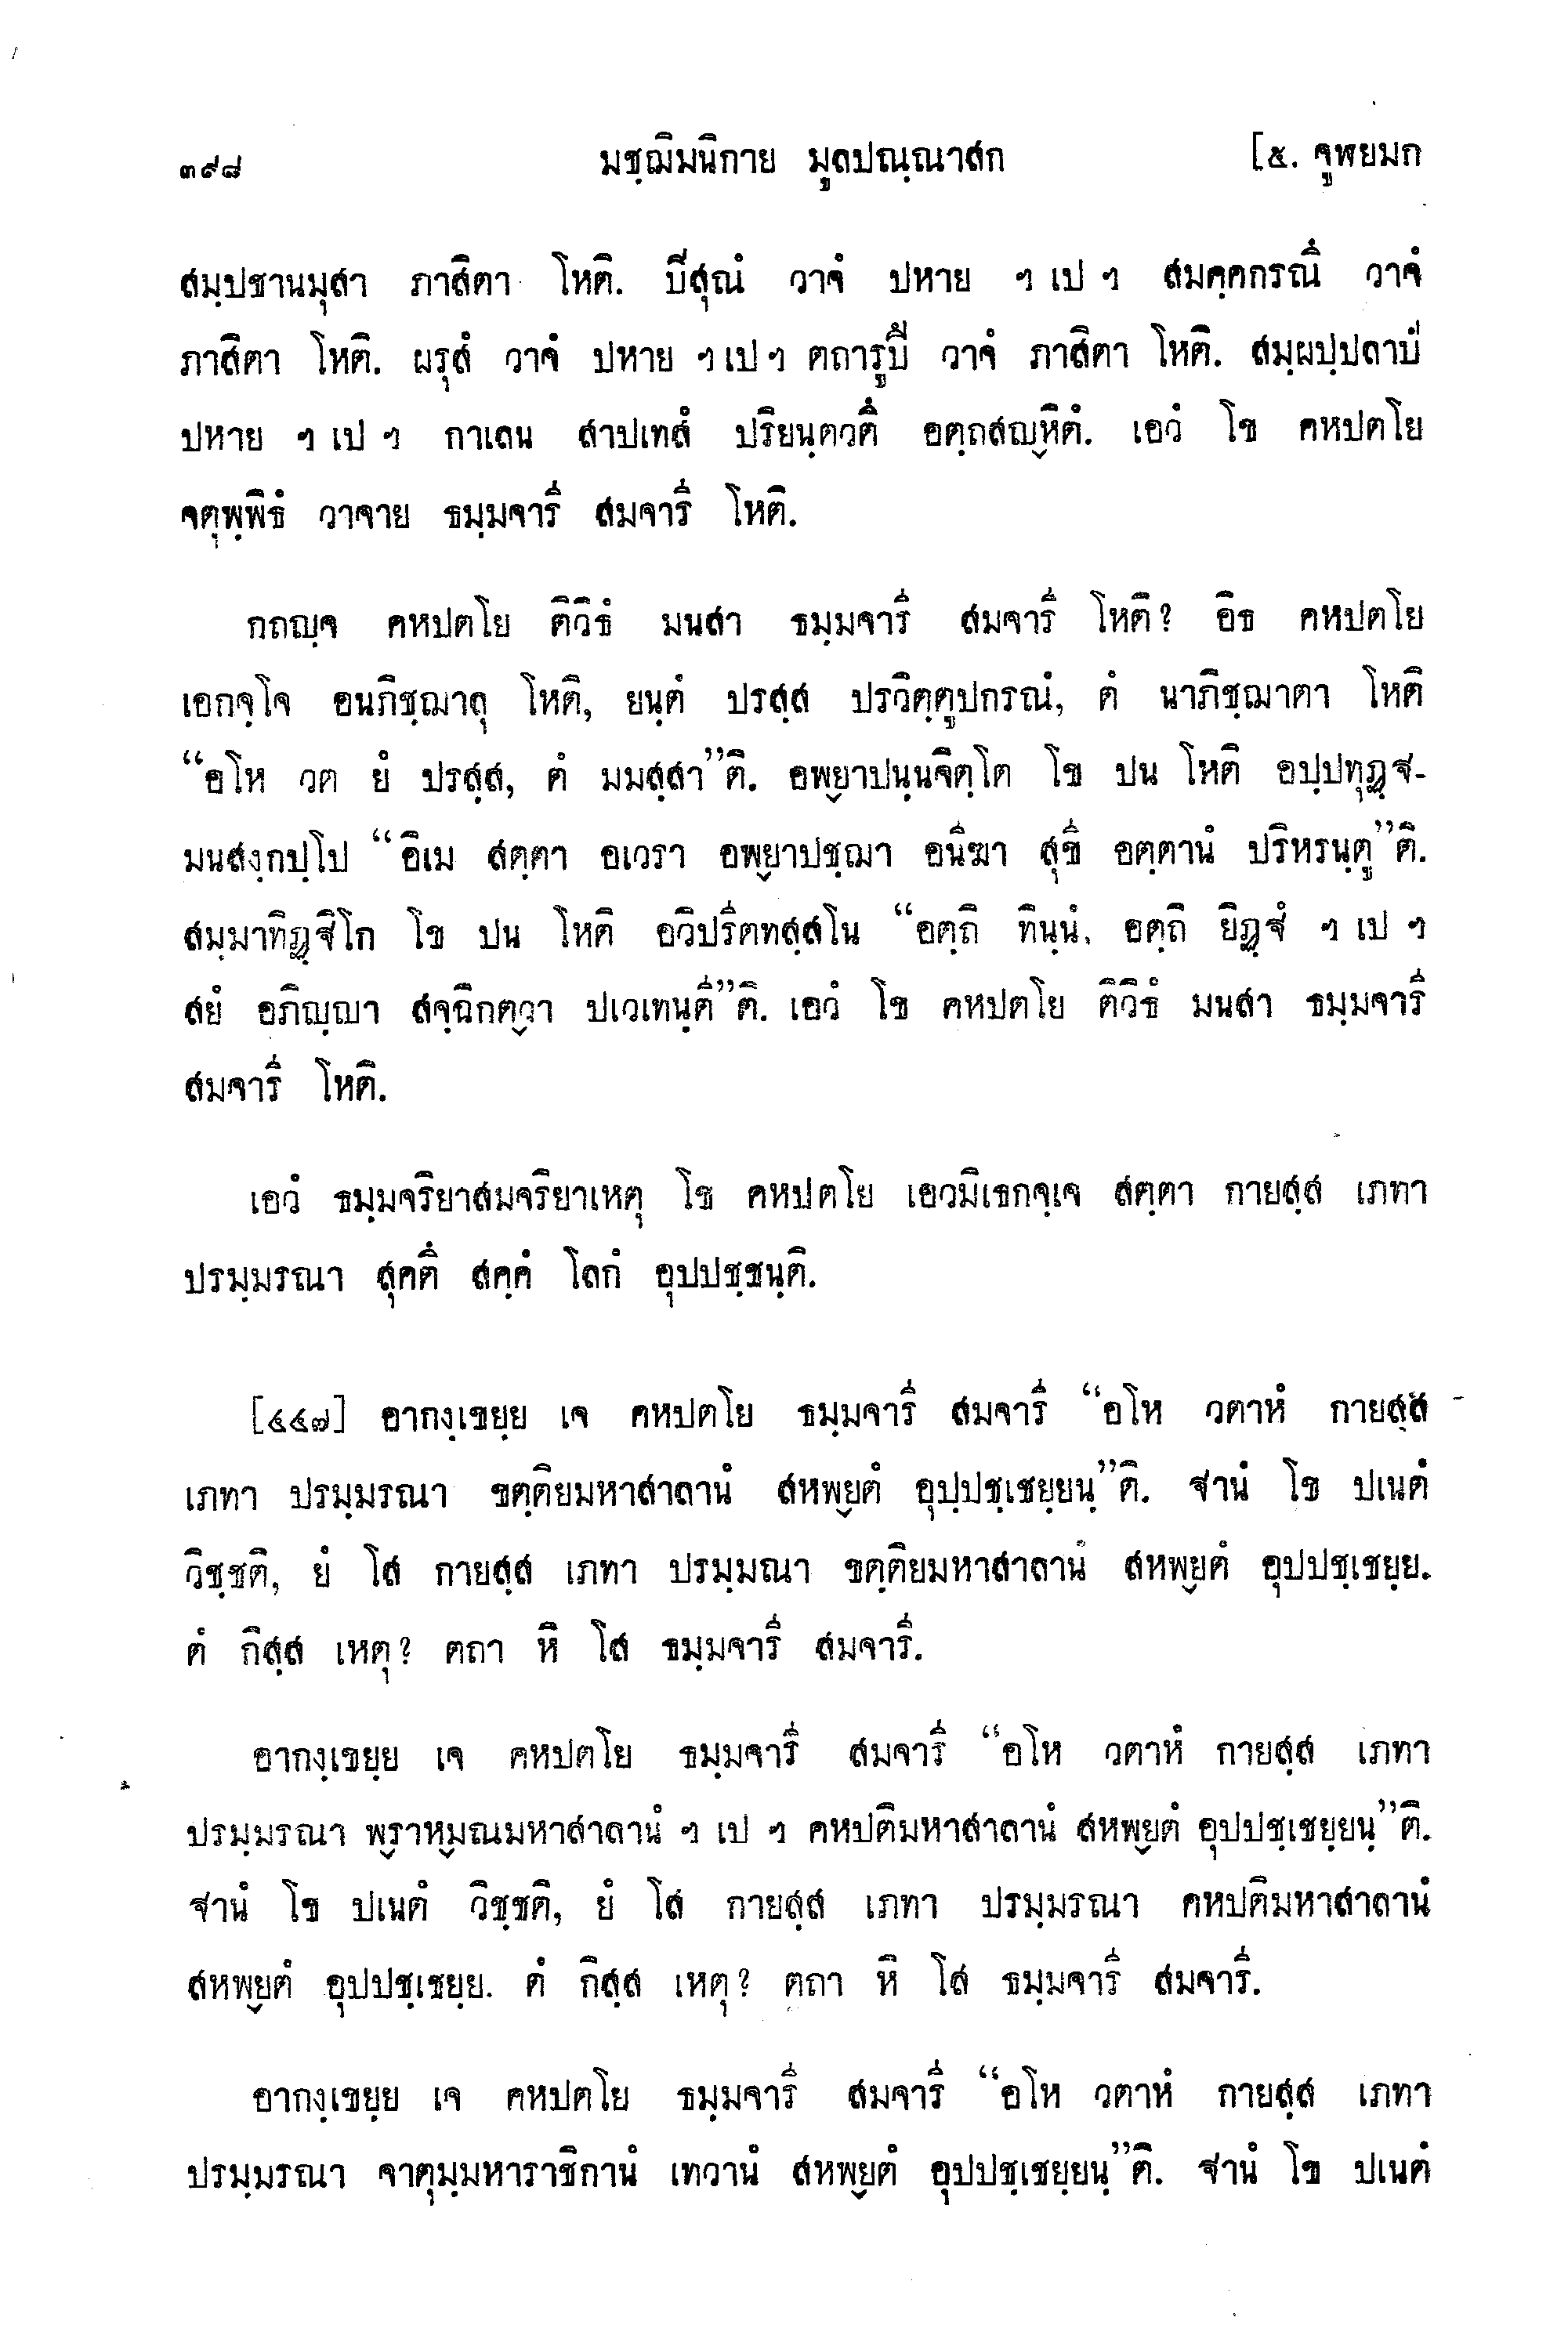 ๓๙๘ มชฺฌิมนิกาย มูลปณฺณาสก [๕. จูฬยมก
สมฺปชานมุสา ภาสิตา โหติ. ปิสุณํ วาจํ ปหาย ฯ เป ฯ สมคฺคกรณึ วาจํ
ภาสิตา โหติ. ผรุสํ วาจํ ปหาย ฯ เป ฯ ตถารูปี วาจํ ภาสิตา โหติ. สมฺผปฺปลาปํ
ปหาย ฯ เป ฯ กาเลน สาปเทสํ ปริยนฺตวตึ อตฺถสญฺหิตํ. เอวํ โข คหปตโย
จตุพฺพิธํ วาจาย ธมฺมจารี สมจารี โหติ.
กถญฺจ คหปตโย ติวิธํ มนสา ธมฺมจารี สมจารี โหติ? อิธ คหปตโย
เอกจฺโจ อนภิชฺฌาลุ โหติ, ยนฺตํ ปรสฺส ปรวิตฺตูปกรณํ, ตํ นาภิชฺฌาตา โหติ
“อโห วต ยํ ปรสฺส, ตํ มมสฺสา”ติ. อพฺยาปนฺนจิตฺโต โข ปน โหติ อปฺปทุฏฺฐ-
มนสงฺกปฺโป “อิเม สตฺตา อเวรา อพฺยาปชฺฌา อนีฆา สุขี อตฺตานํ ปริหรนฺตู”ติ.
สมฺมาทิฏฺฐิโก โข ปน โหติ อวิปรีตทสฺสโน “อตฺถิ ทินฺนํ, อตฺถิ ยิฏฺฐํ ฯ เป ฯ
สยํ อภิญฺญา สจฺฉิกตฺวา ปเวเทนฺตี”ติ. เอวํ โข คหปตโย ติวิธํ มนสา ธมฺมจารี
สมจารี โหติ.
เอวํ ธมฺมจริยาสมจริยาเหตุ โข คหปตโย เอวมิเธกจฺเจ สตฺตา กายสฺส เภทา
ปรมฺมรณา สุคตึ สคฺคํ โลกํ อุปปชฺชนฺติ.
[๔๔๗] อากงฺเขยฺย เจ คหปตโย ธมฺมจารี สมจารี “อโห วตาหํ กายสฺส
เภทา ปรมฺมรณา ขตฺติยมหาสาลานํ สหพฺยตํ อุปฺปชฺเชยฺยนฺ”ติ. ฐานํ โข ปเนตํ
วิชฺชติ, ยํ โส กายสฺส เภทา ปรมฺมณา ขตฺติยมหาสาลานํ สหพฺยตํ อุปปชฺเชยฺย.
ตํ กิสฺส เหตุ? ตถา หิ โส ธมฺมจารี สมจารี.
อากงฺเขยฺย เจ คหปตโย ธมฺมจารี สมจารี “อโห วตาหํ กายสฺส เภทา
ปรมฺมรณา พฺราหฺมณมหาสาลานํ ฯ เป ฯ คหปติมหาสาลานํ สหพฺยตํ อุปปชฺเชยฺยนฺ”ติ.
ฐานํ โข ปเนตํ วิชฺชติ, ยํ โส กายสฺส เภทา ปรมฺมรณา คหปติมหาสาลานํ
สหพฺยตํ อุปปชฺเชยฺย. ตํ กิสฺส เหตุ? ตถา หิ โส ธมฺมจารี สมจารี.
อากงฺเขยฺย เจ คหปตโย ธมฺมจารี สมจารี “อโห วตาหํ กายสฺส เภทา
ปรมฺมรณา จาตุมฺมหาราชิกานํ เทวานํ สหพฺยตํ อุปปชฺเชยฺยนฺ”ติ. ฐานํ โข ปเนตํ